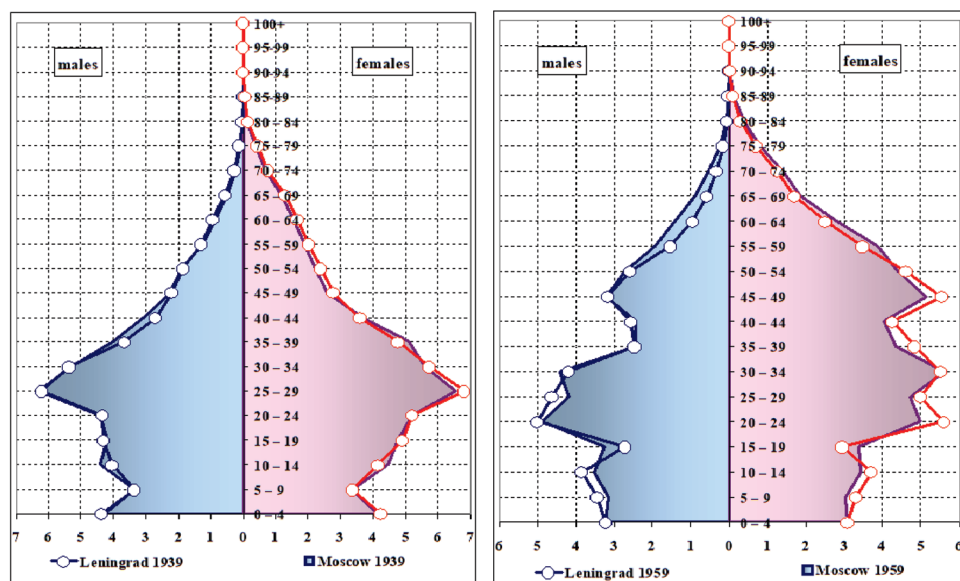 100+
95-99
90-94
85-89
80 – 84
75 – 79
70 – 74
65 – 69
60 – 64
55 – 59
50 – 54
45 – 49
40 – 44
35 – 39
30 – 34
25 – 29
20 – 24
15 – 19
10 – 14
5 – 9
0 – 4
males
females
7 6 5 4 3 2 1 0 0 1 2 3 4 5 6 7
Leningrad 1939
Moscow 1939
100+
95-99
90-94
85-89
80 – 84
75 – 79
70 – 74
65 – 69
60 – 64
55 – 59
50 – 54
45 – 49
40 – 44
35 – 39
30 – 34
25 – 29
20 – 24
15 – 19
10 – 14
5 – 9
0 – 4
males
females
6 5 4 3 2 1 0 0 1 2 3 4 5 6
Leningrad 1959
Moscow 1959